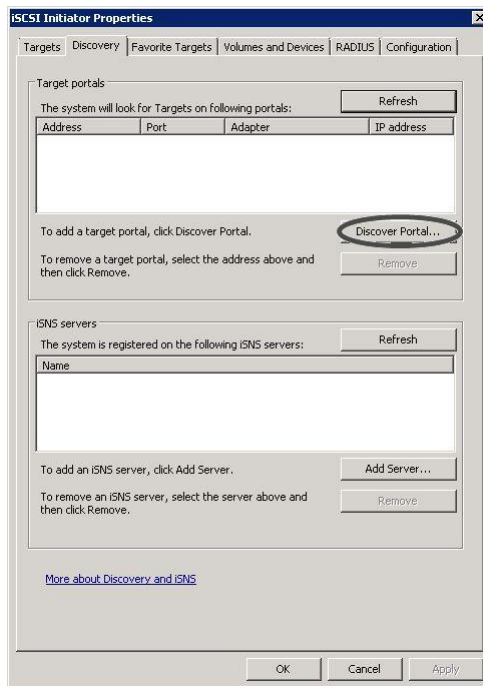 iSCSI Initiator Properties
Targets Discovery Favorite Targets Volumes and Devices RADIUS Configuration
Target portals
The system will look for Targets on following portals:
Refresh
Address Port Adapter IP address
To add a target portal, click Discover Portal.
Discover Portal...
To remove a target portal, select the address above and
then click Remove.
Remove
iSNS servers
The system is registered on the following iSNS servers:
Refresh
Name
To add an iSNS server, click Add Server.
Add Server...
To remove an iSNS server, select the server above and
then click Remove.
Remove
More about Discovery and iSNS
OK Cancel Apply